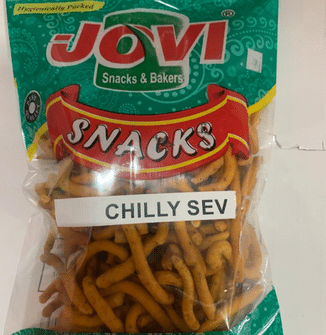 Hygienically Packed
JOVI
Snacks & Bakers
SNACKS
CHILLY SEV